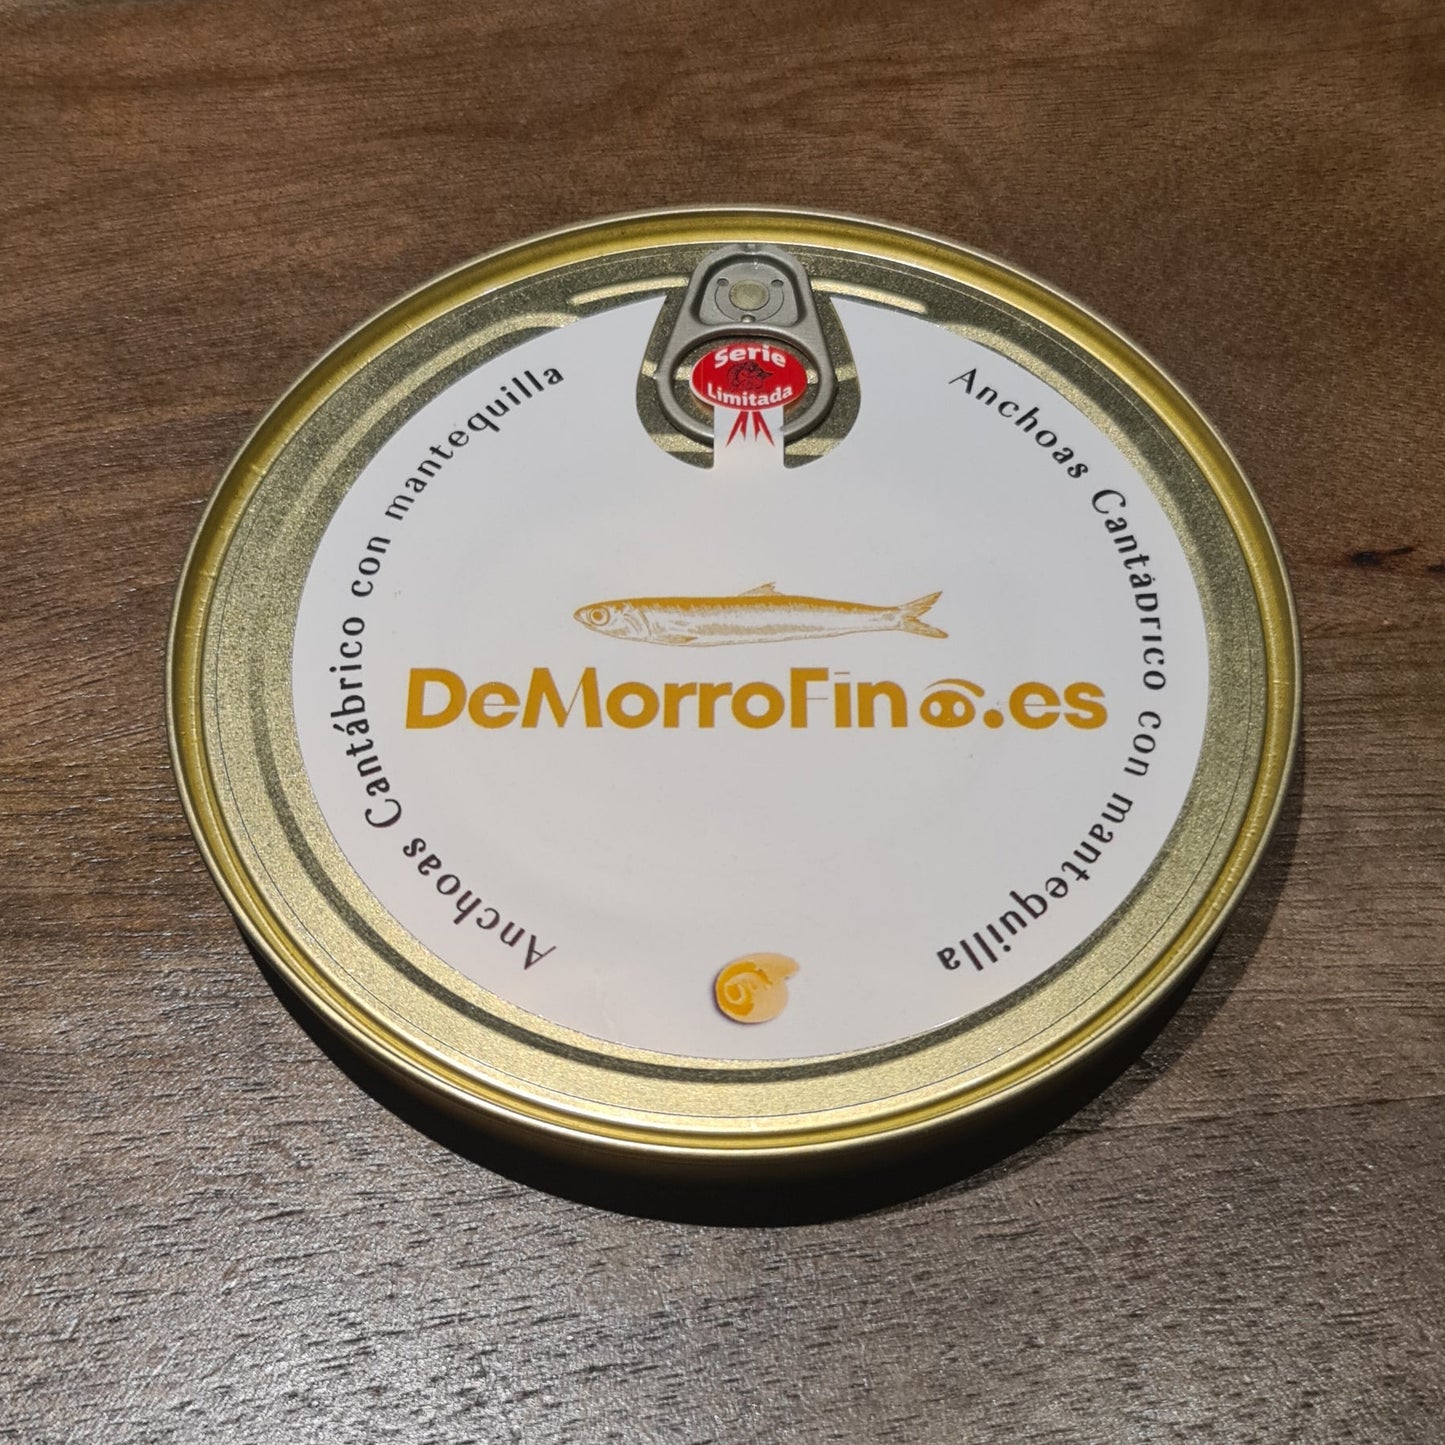 Serie
Limitada
Anchoas Cantábrico con mantequilla
Anchoas Cantábrico con mantequilla
DeMorroFino.es